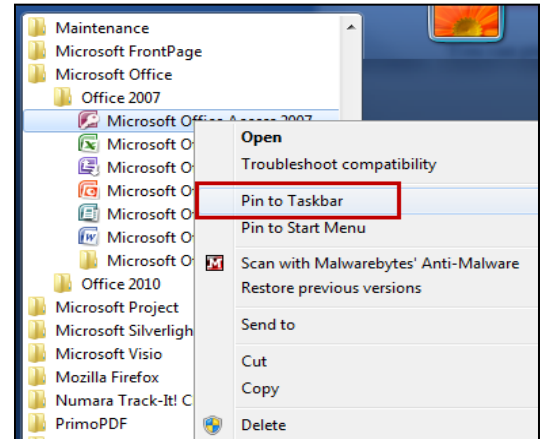 Maintenance
Microsoft FrontPage
Microsoft Office
Office 2007
Microsoft Office Access 2007
Microsoft O
Microsoft O
Microsoft O
Microsoft O
Microsoft O
Microsoft O
Office 2010
Microsoft Project
Microsoft Silverligh
Microsoft Visio
Mozilla Firefox
Numara Track-It! C
PrimoPDF
Open
Troubleshoot compatibility
Pin to Taskbar
Pin to Start Menu
Scan with Malwarebytes' Anti-Malware
Restore previous versions
Send to
Cut
Copy
Delete